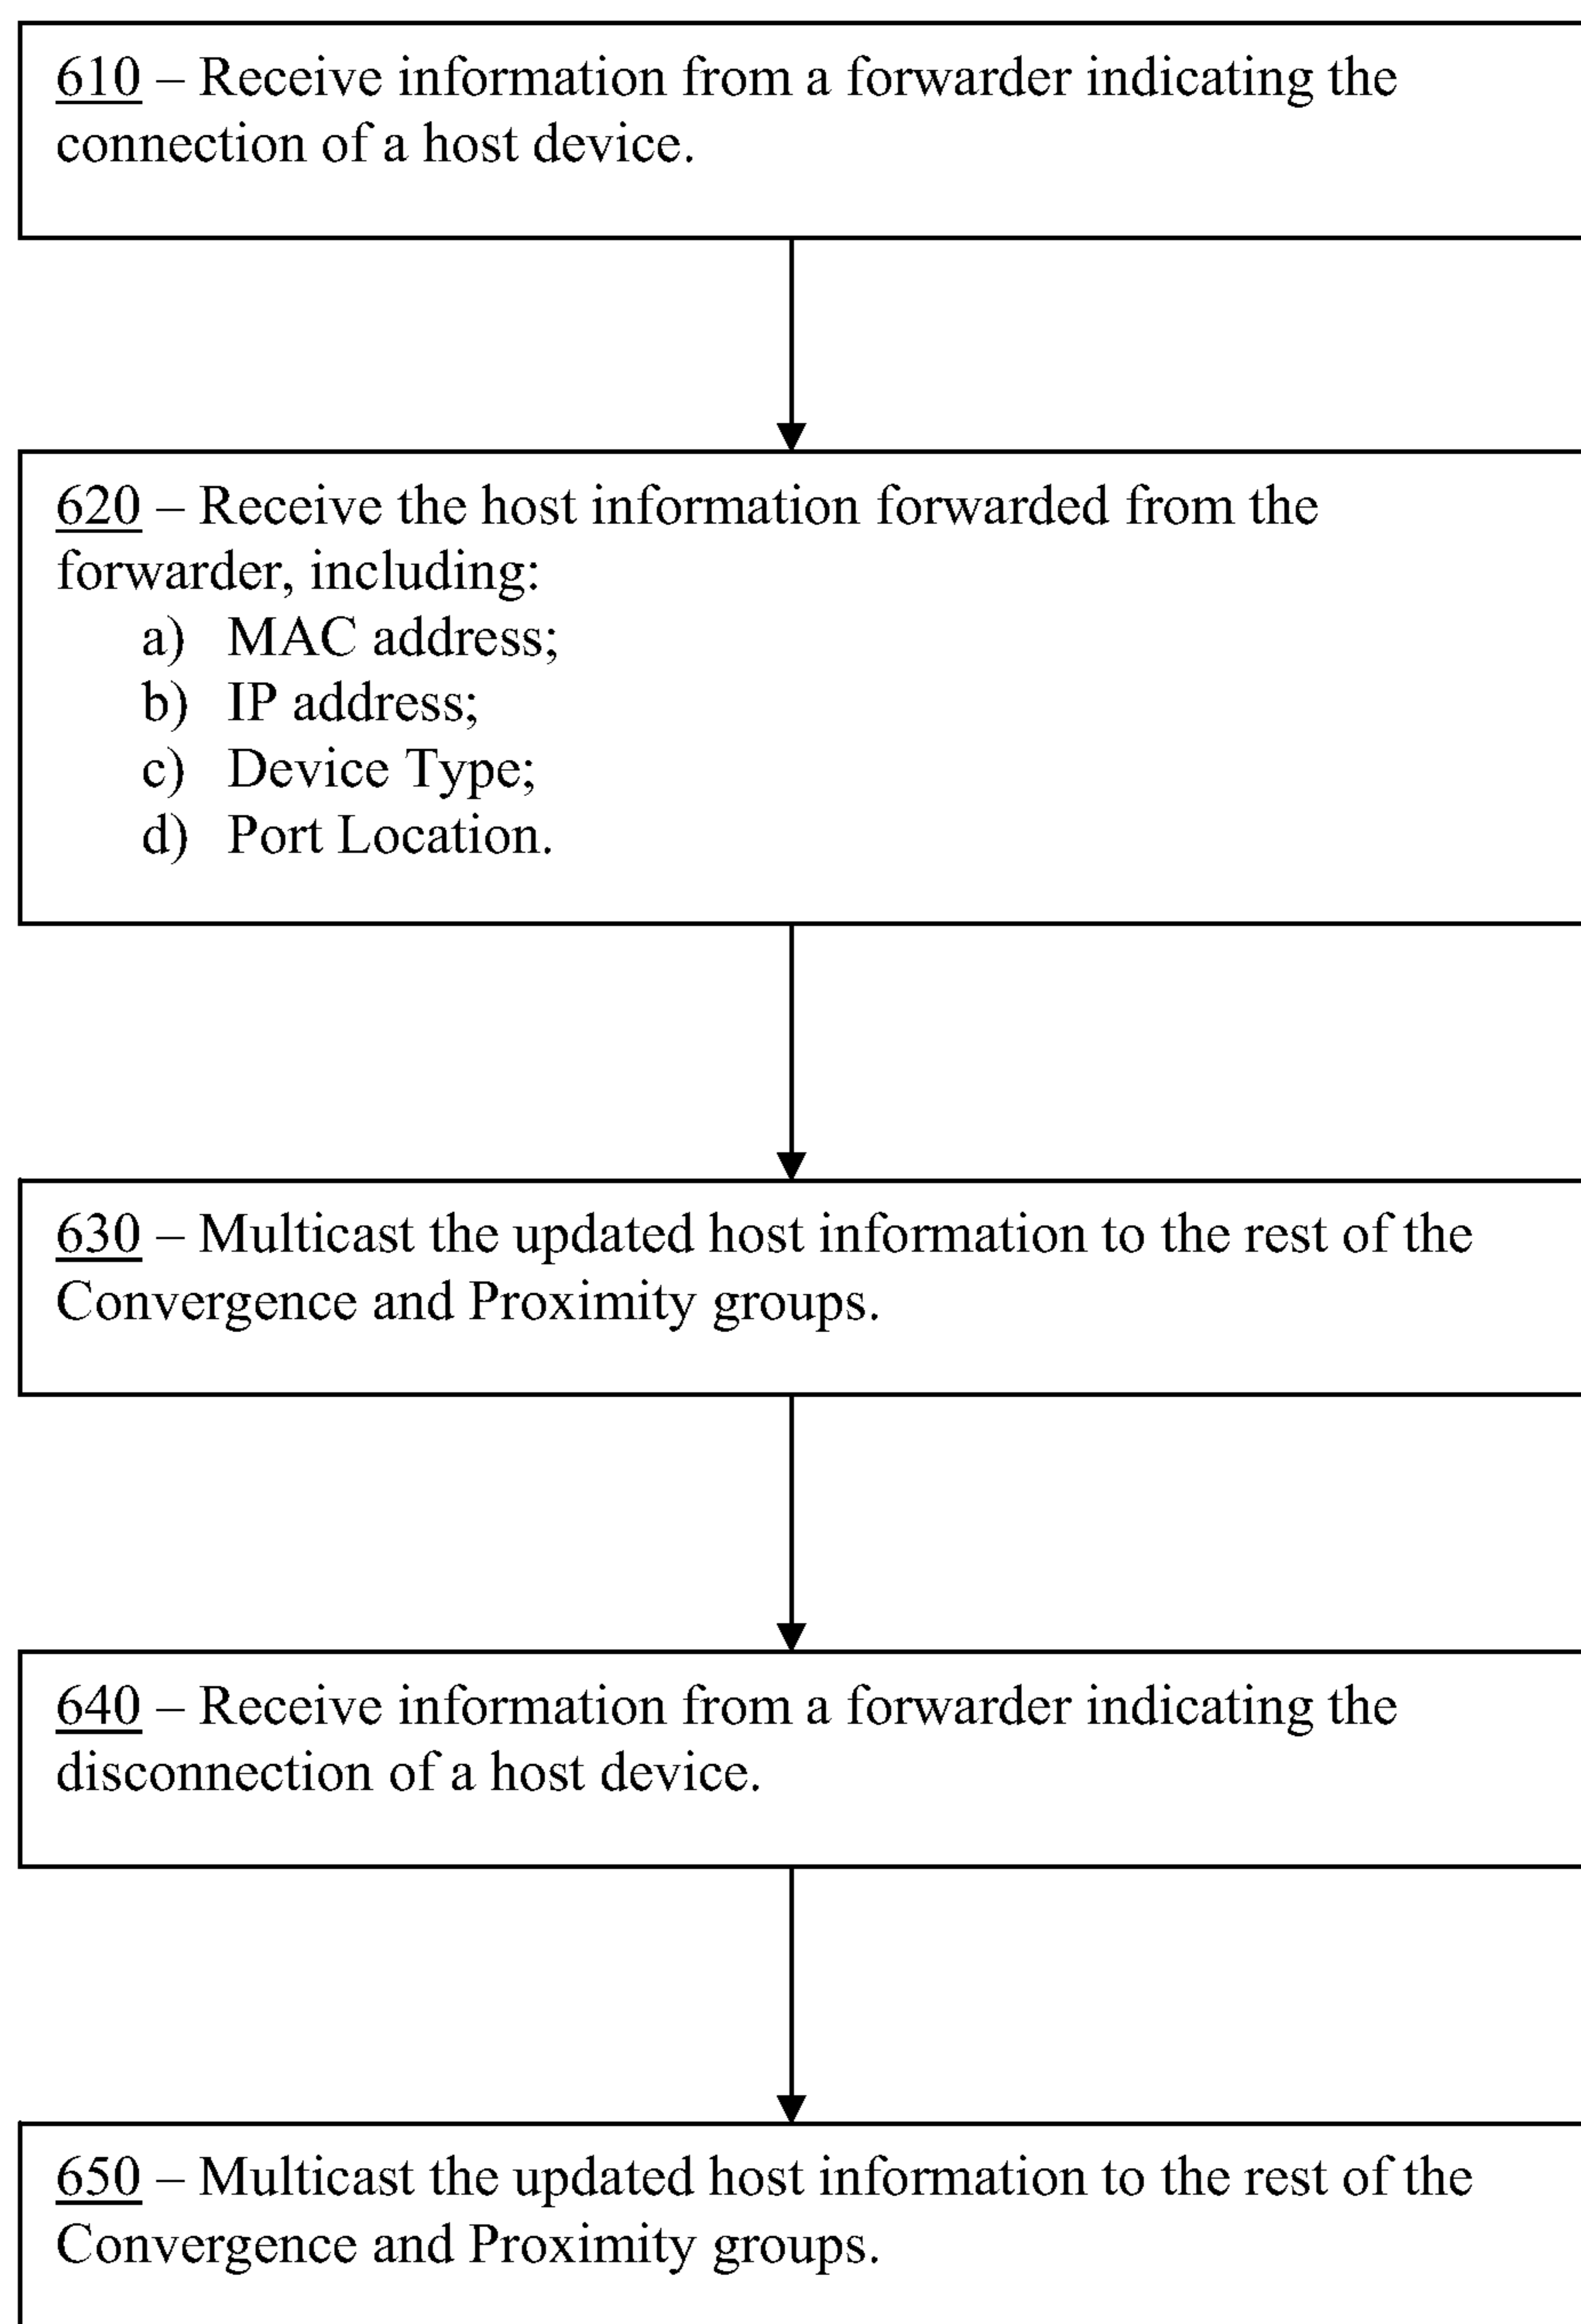 610 – Receive information from a forwarder indicating the
connection of a host device.
620 – Receive the host information forwarded from the
forwarder, including:
a) MAC address;
b) IP address;
c) Device Type;
d) Port Location.
630 – Multicast the updated host information to the rest of the
Convergence and Proximity groups.
640 – Receive information from a forwarder indicating the
disconnection of a host device.
650 – Multicast the updated host information to the rest of the
Convergence and Proximity groups.